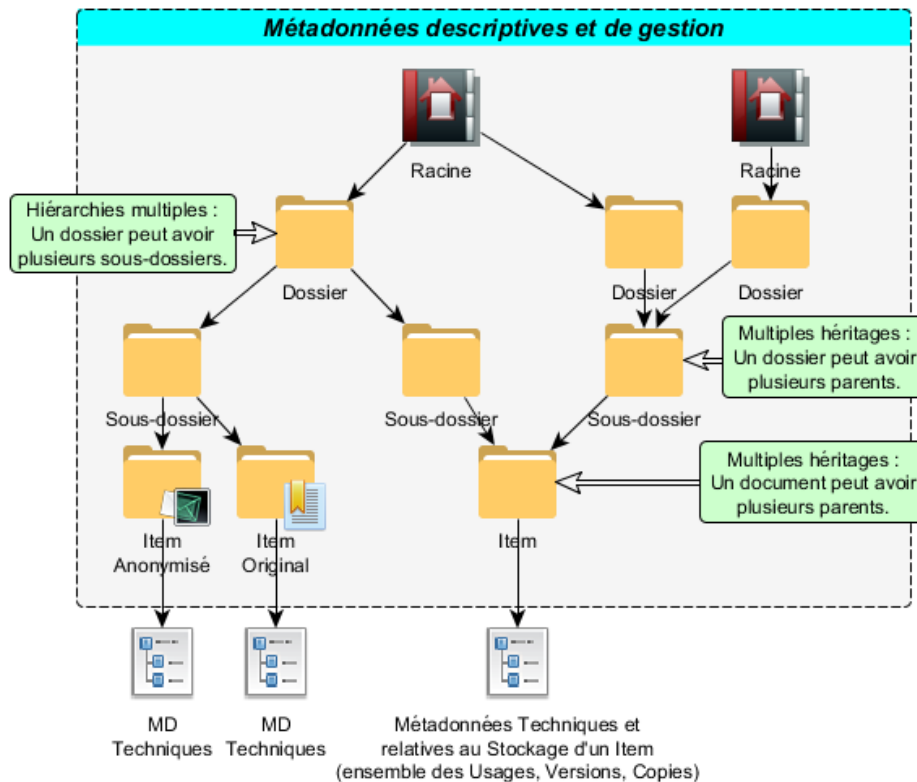 Métadonnées descriptives et de gestion
Racine
Racine
Hiérarchies multiples :
Un dossier peut avoir
plusieurs sous-dossiers.
Dossier
Dossier
Dossier
Multiples héritages :
Un dossier peut avoir
plusieurs parents.
Sous-dossier
Sous-dossier
Sous-dossier
Multiples héritages :
Un document peut avoir
plusieurs parents.
Item
Anonymisé
Item
Original
Item
MD
Techniques
MD
Techniques
Métadonnées Techniques et
relatives au Stockage d'un Item
(ensemble des Usages, Versions, Copies)